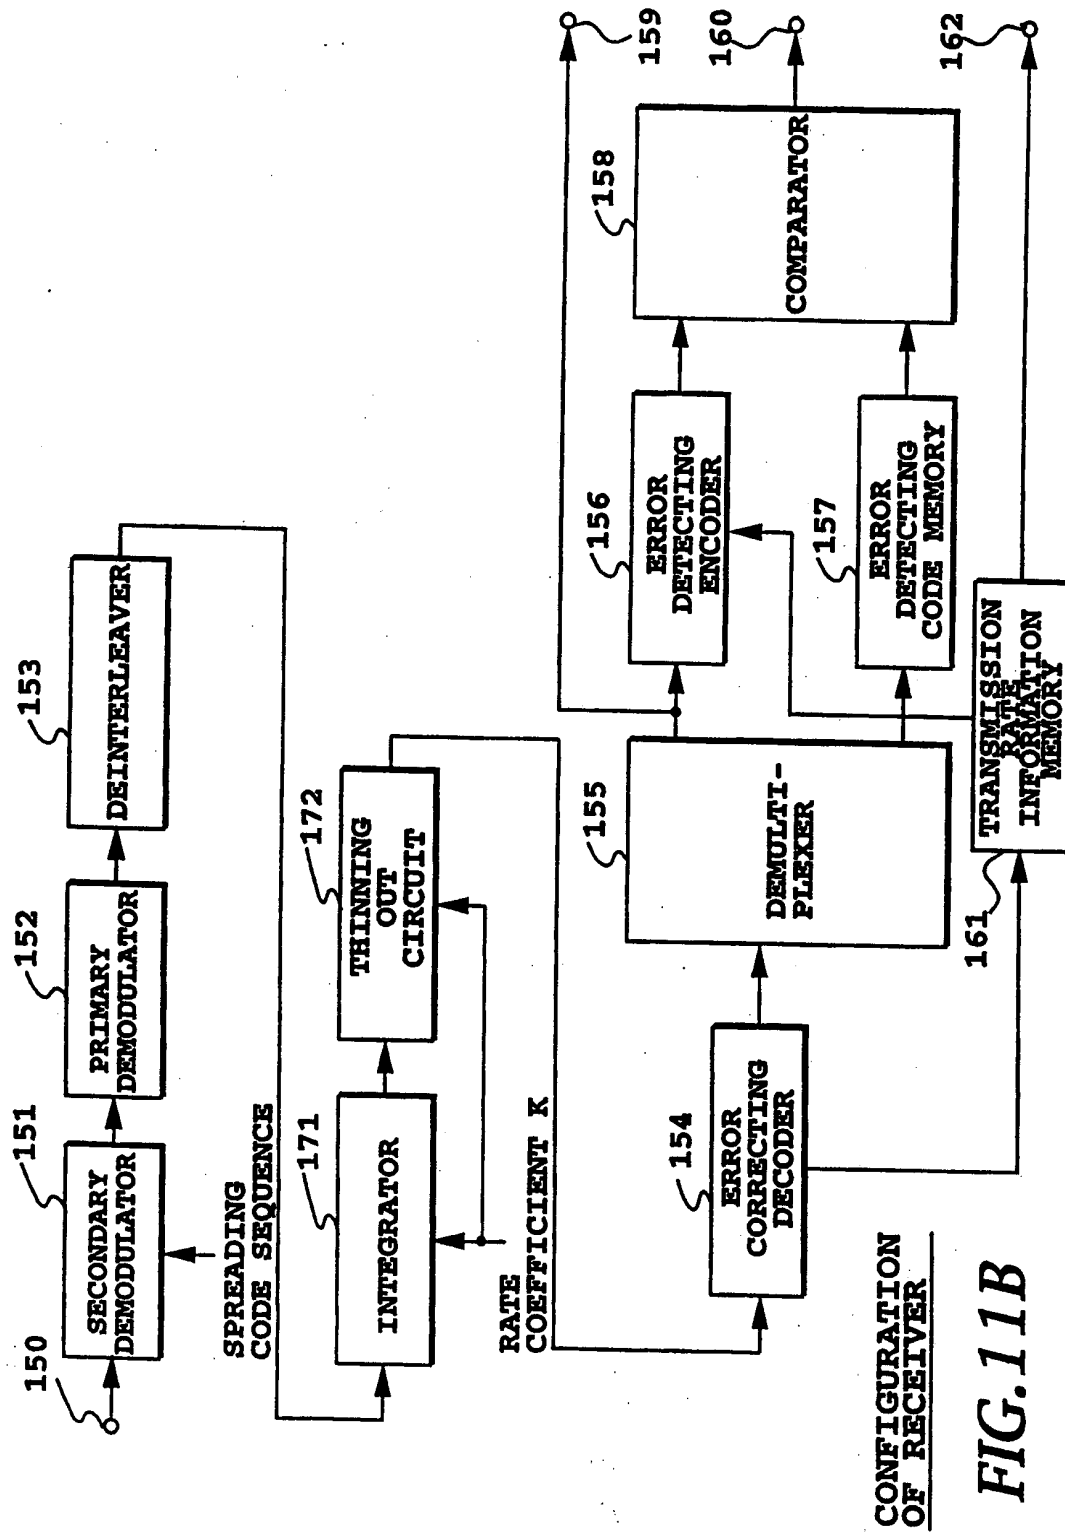 150
151
SECONDARY
DEMODULATOR
SPREADING
CODE SEQUENCE
152
PRIMARY
DEMODULATOR
153
DEINTERLEAVER
171
INTEGRATOR
RATE
COEFFICIENT K
172
THINNING
OUT
CIRCUIT
154
ERROR
CORRECTING
DECODER
155
DEMULTI-
PLEXER
156
ERROR
DETECTING
ENCODER
157
ERROR
DETECTING
CODE MEMORY
158
COMPARATOR
159
160
161
TRANSMISSION
RATE
INFORMATION
MEMORY
162
CONFIGURATION
OF RECEIVER
FIG.11B